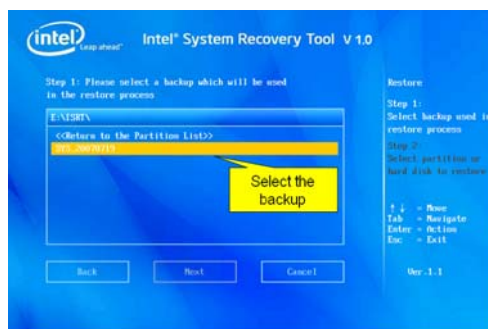 intel
Leap ahead™
Intel® System Recovery Tool V 1.0
Step 1: Please select a backup which will be used
in the restore process
E:\ISRT\
<<Return to the Partition List>>
SYS_20070719
Select the
backup
Back
Next
Cancel
Restore
Step 1:
Select backup used in
restore process
Step 2:
Select partition or
hard disk to restore
↑↓ - Move
Tab - Navigate
Enter - Action
Esc - Exit
Ver.1.1